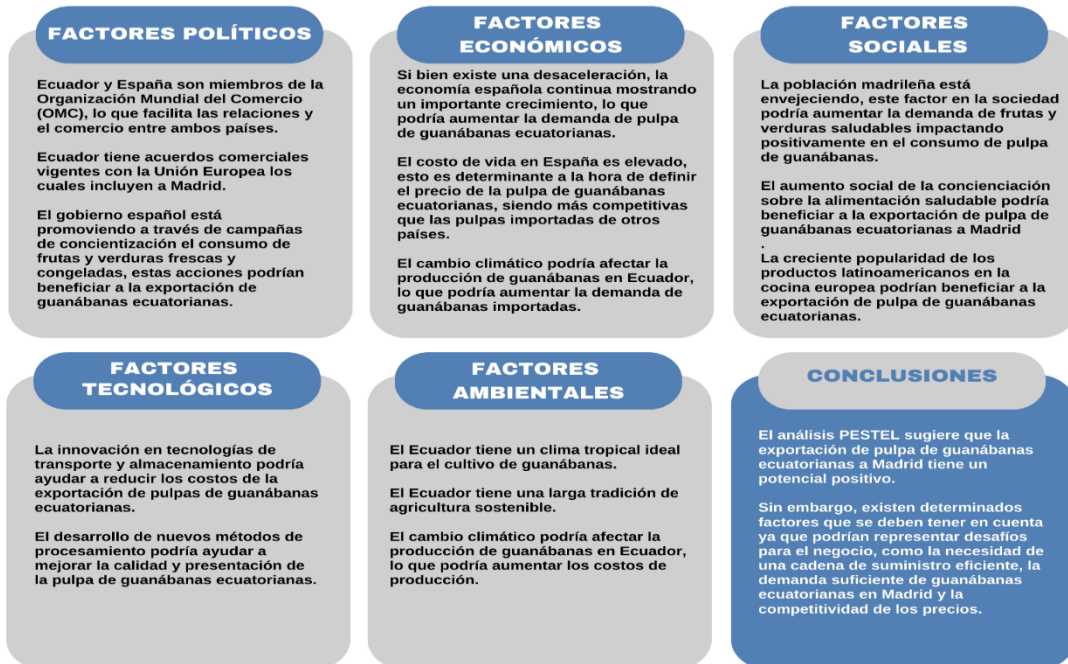 FACTORES POLÍTICOS
Ecuador y España son miembros de la
Organización Mundial del Comercio
(OMC), lo que facilita las relaciones y
el comercio entre ambos países.
Ecuador tiene acuerdos comerciales
vigentes con la Unión Europea los
cuales incluyen a Madrid.
El gobierno español está
promoviendo a través de campañas
de concientización el consumo de
frutas y verduras frescas y
congeladas, estas acciones podrían
beneficiar a la exportación de
guanábanas ecuatorianas.
FACTORES
ECONÓMICOS
Si bien existe una desaceleración, la
economía española continua mostrando
un importante crecimiento, lo que
podría aumentar la demanda de pulpa
de guanábanas ecuatorianas.
El costo de vida en España es elevado,
esto es determinante a la hora de definir
el precio de la pulpa de guanábanas
ecuatorianas, siendo más competitivas
que las pulpas importadas de otros
países.
El cambio climático podría afectar la
producción de guanábanas en Ecuador,
lo que podría aumentar la demanda de
guanábanas importadas.
FACTORES
SOCIALES
La población madrileña está
envejeciendo, este factor en la sociedad
podría aumentar la demanda de frutas y
verduras saludables impactando
positivamente en el consumo de pulpa
de guanábanas.
El aumento social de la concienciación
sobre la alimentación saludable podría
beneficiar a la exportación de pulpa de
guanábanas ecuatorianas a Madrid
.
La creciente popularidad de los
productos latinoamericanos en la
cocina europea podrían beneficiar a la
exportación de pulpa de guanábanas
ecuatorianas.
FACTORES
TECNOLÓGICOS
La innovación en tecnologías de
transporte y almacenamiento podría
ayudar a reducir los costos de la
exportación de pulpas de guanábanas
ecuatorianas.
El desarrollo de nuevos métodos de
procesamiento podría ayudar a
mejorar la calidad y presentación de
la pulpa de guanábanas ecuatorianas.
FACTORES
AMBIENTALES
El Ecuador tiene un clima tropical ideal
para el cultivo de guanábanas.
El Ecuador tiene una larga tradición de
agricultura sostenible.
El cambio climático podría afectar la
producción de guanábanas en Ecuador,
lo que podría aumentar los costos de
producción.
CONCLUSIONES
El análisis PESTEL sugiere que la
exportación de pulpa de guanábanas
ecuatorianas a Madrid tiene un
potencial positivo.
Sin embargo, existen determinados
factores que se deben tener en cuenta
ya que podrían representar desafíos
para el negocio, como la necesidad de
una cadena de suministro eficiente, la
demanda suficiente de guanábanas
ecuatorianas en Madrid y la
competitividad de los precios.